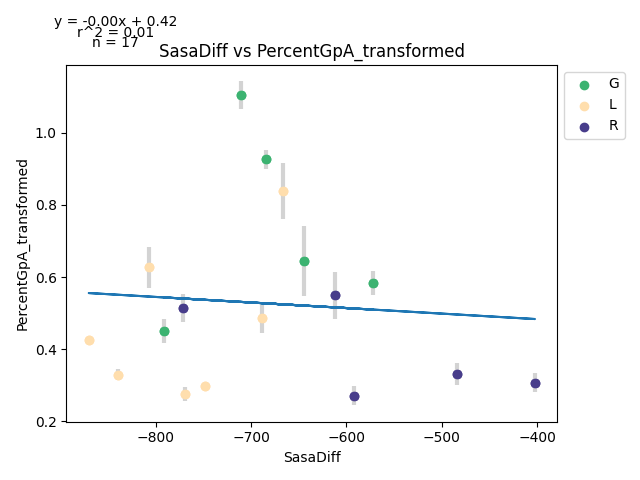 y = -0.00x + 0.42
r^2 = 0.01
n = 17
SasaDiff vs PercentGpA_transformed
G
L
R
PercentGpA_transformed
1.0
0.8
0.6
0.4
0.2
−800
−700
−600
−500
−400
SasaDiff